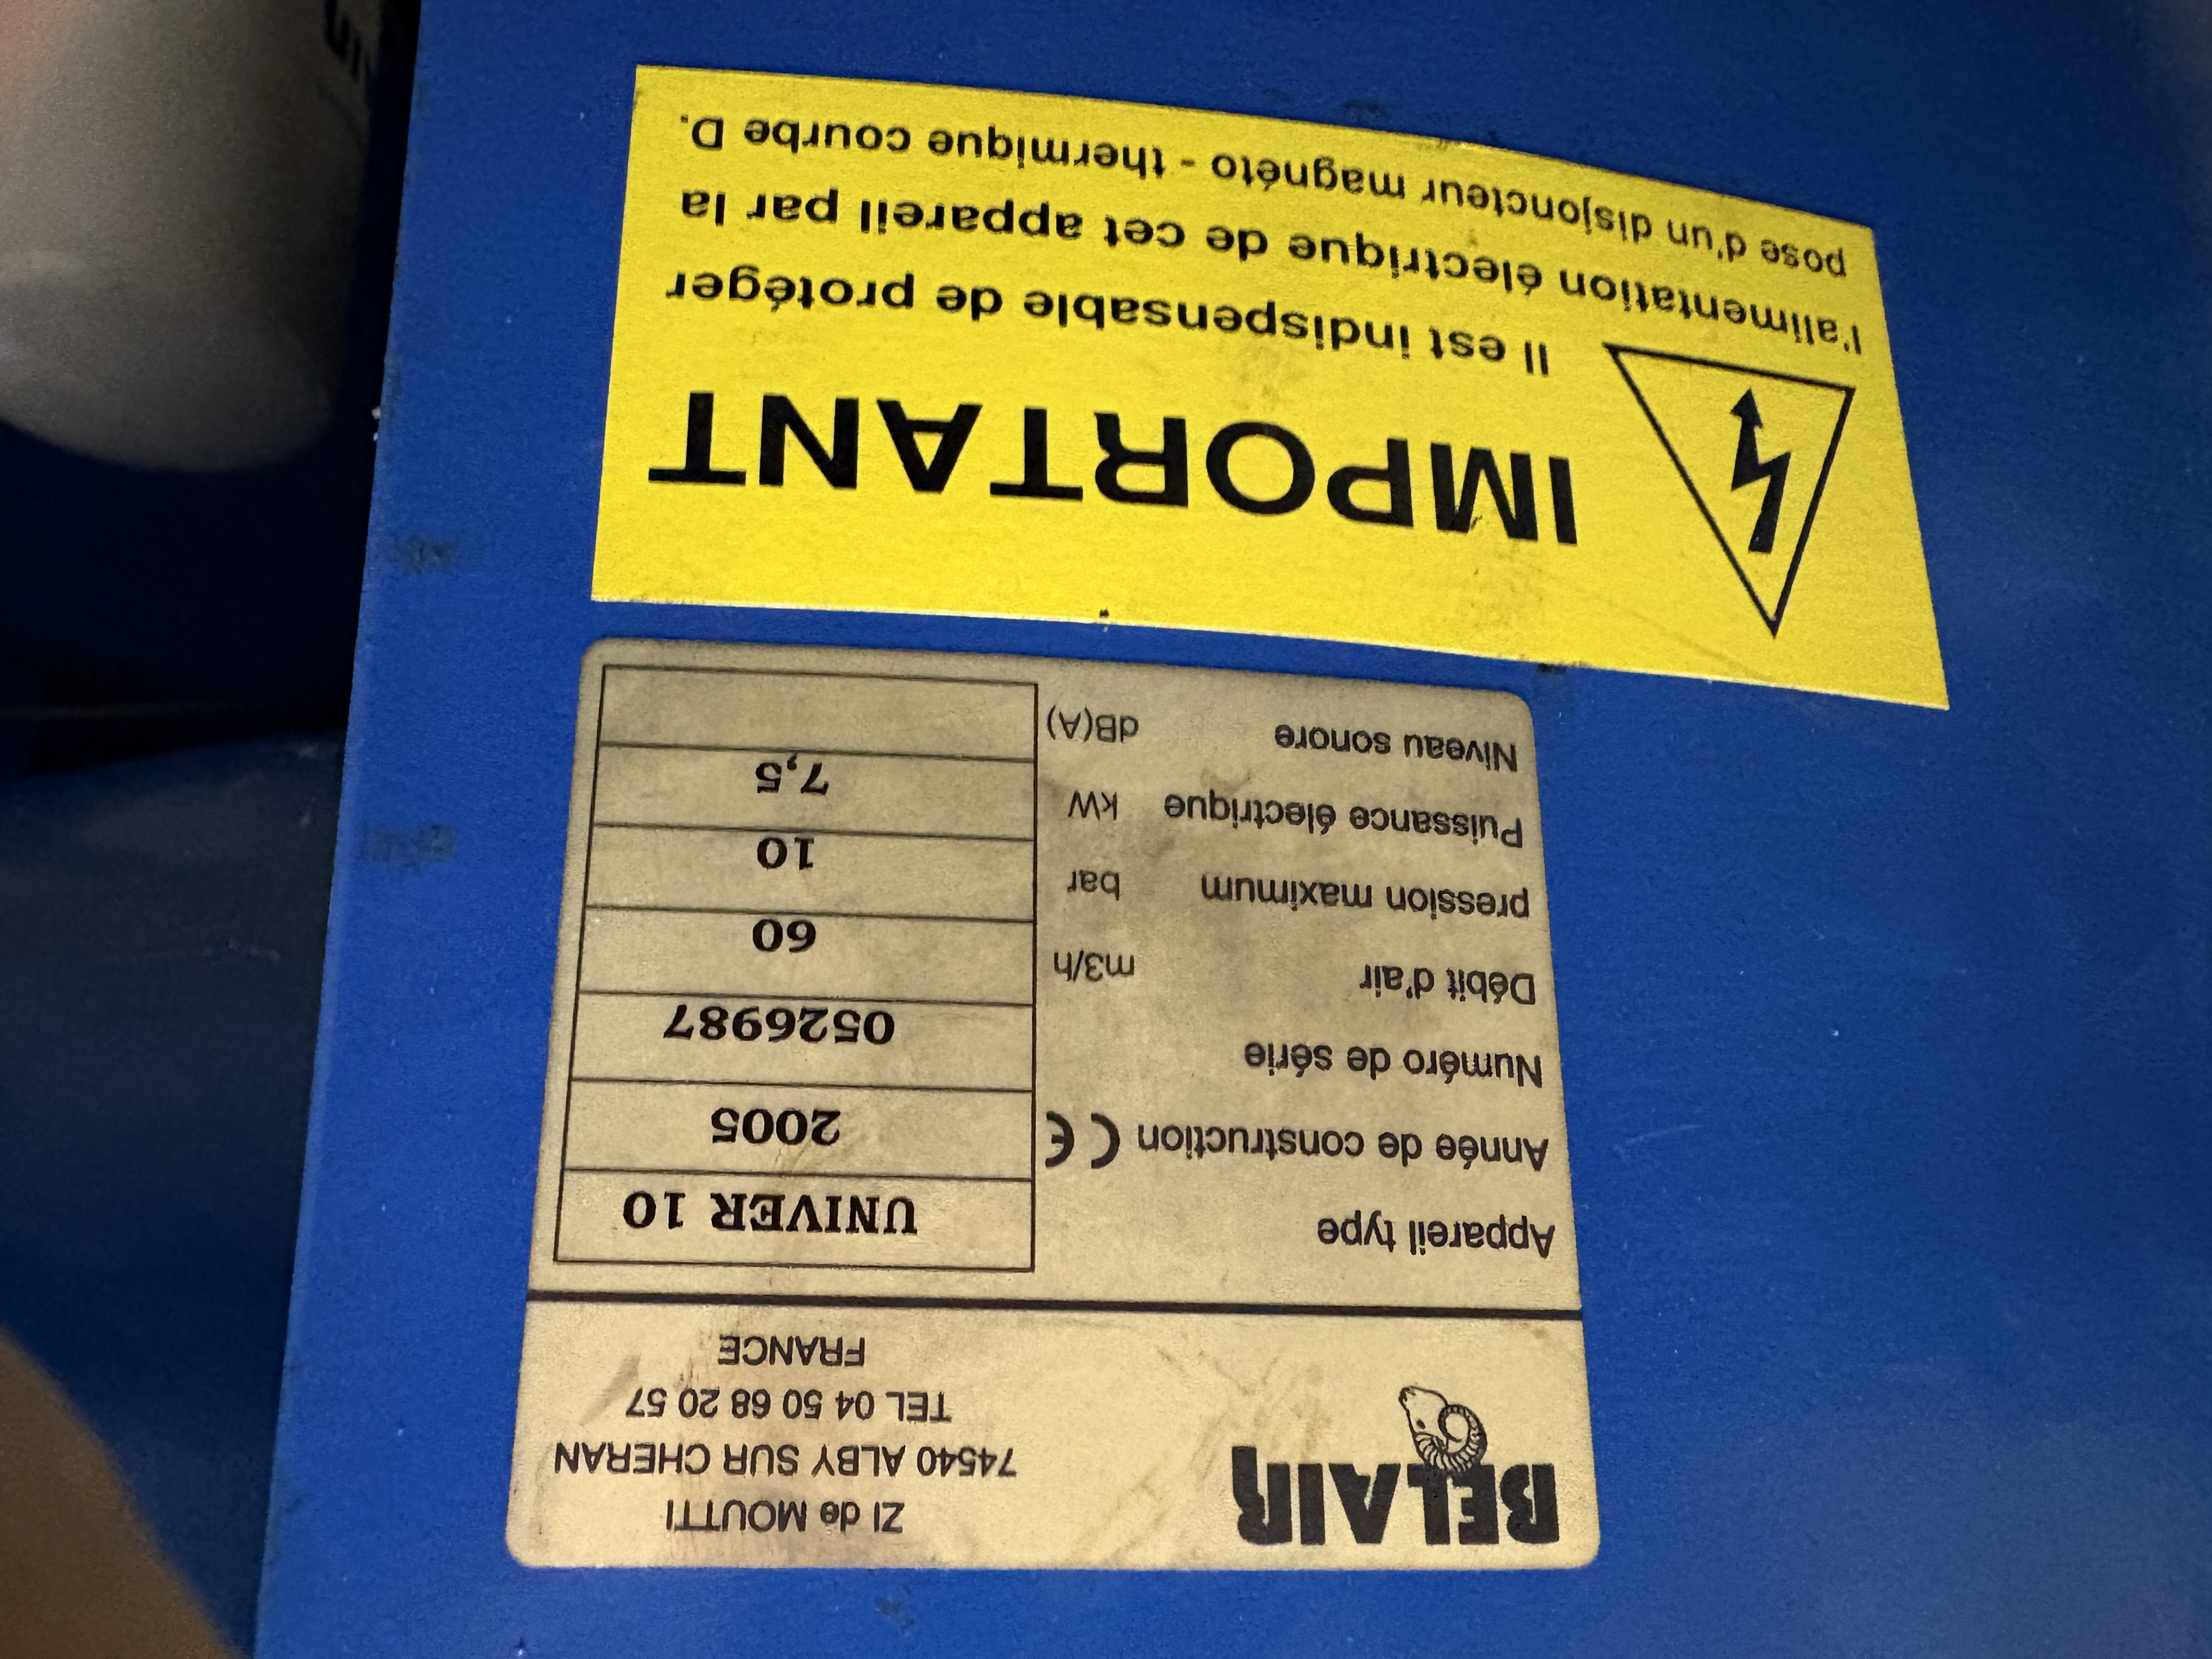 BELAIR
ZI de MOUTTI
74540 ALBY SUR CHERAN
TEL 04 50 68 20 57
FRANCE
Appareil type UNIVER 10
Année de construction CE 2005
Numéro de série 0526987
Débit d'air m3/h 60
pression maximum bar 10
Puissance électrique kW 7,5
Niveau sonore dB(A)
IMPORTANT
Il est indispensable de protéger
l'alimentation électrique de cet appareil par la
pose d'un disjoncteur magnéto - thermique courbe D.